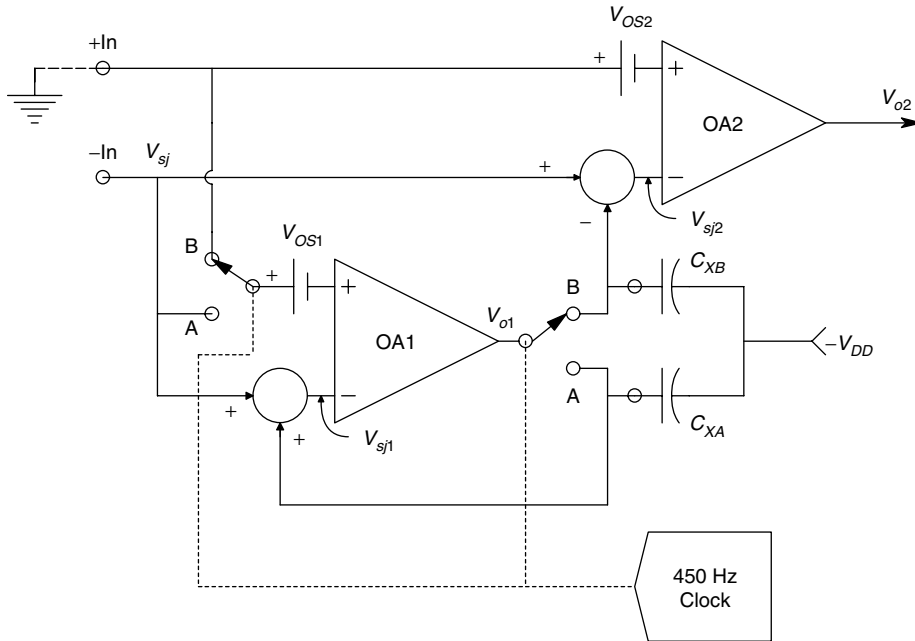 V_OS2
+In
+
+
OA2
V_o2
−In
V_sj
+
−
−
V_sj2
V_OS1
B
+
+
C_XB
A
V_o1
B
OA1
−V_DD
A
+
−
+
V_sj1
C_XA
450 Hz
Clock